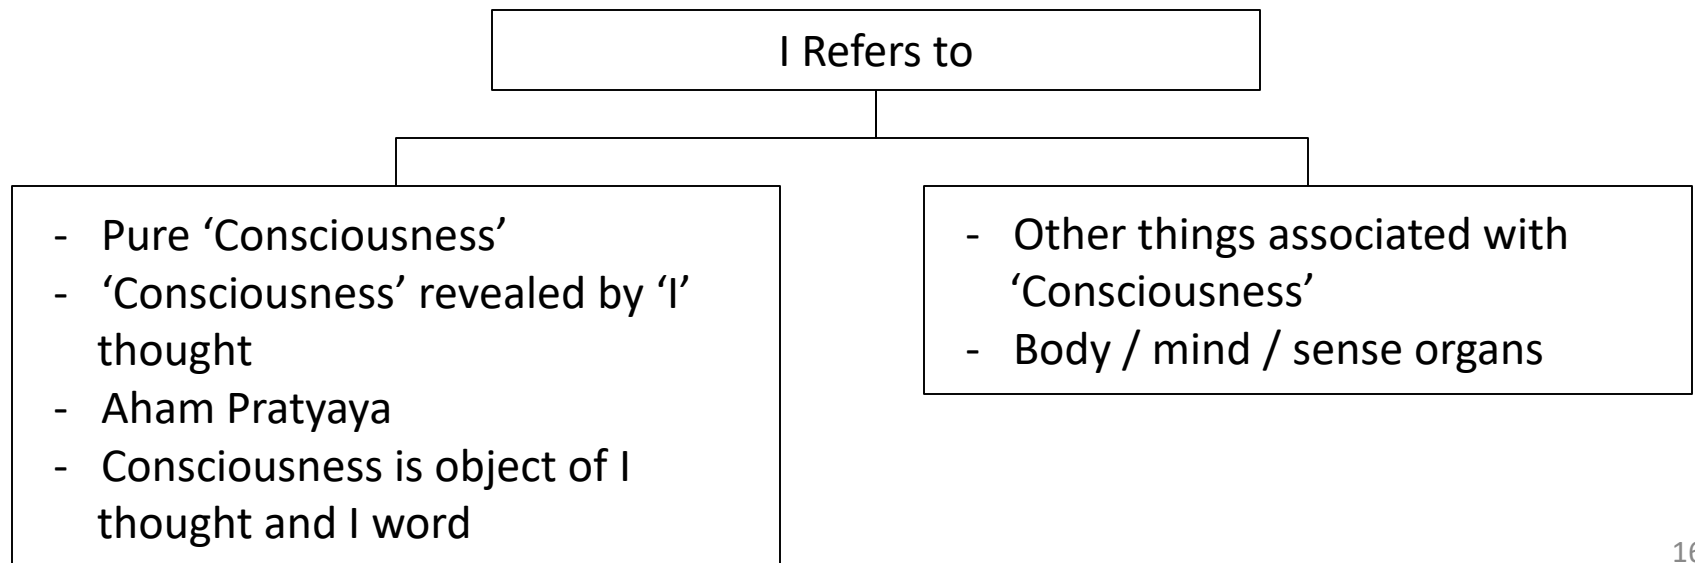 I Refers to
- Pure ‘Consciousness’
- ‘Consciousness’ revealed by ‘I’
thought
- Aham Pratyaya
- Consciousness is object of I
thought and I word
- Other things associated with
‘Consciousness’
- Body / mind / sense organs